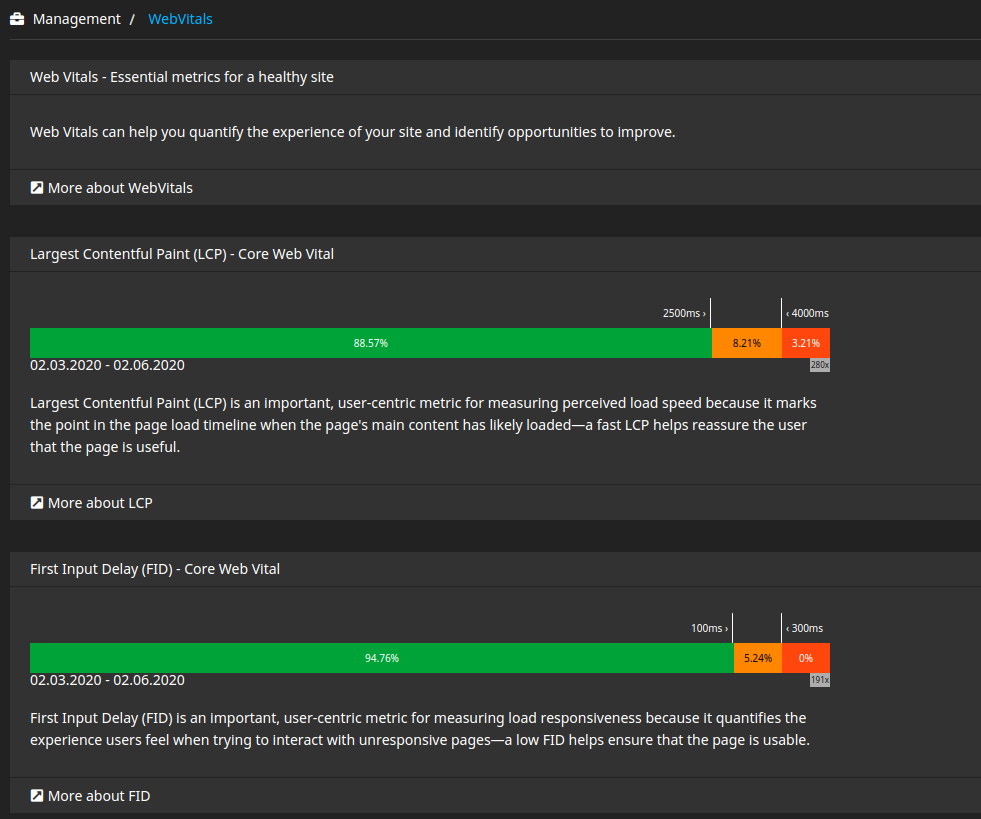 Management / WebVitals
Web Vitals - Essential metrics for a healthy site
Web Vitals can help you quantify the experience of your site and identify opportunities to improve.
More about WebVitals
Largest Contentful Paint (LCP) - Core Web Vital
2500ms › ‹ 4000ms
88.57% 8.21% 3.21%
02.03.2020 - 02.06.2020 280x
Largest Contentful Paint (LCP) is an important, user-centric metric for measuring perceived load speed because it marks
the point in the page load timeline when the page's main content has likely loaded—a fast LCP helps reassure the user
that the page is useful.
More about LCP
First Input Delay (FID) - Core Web Vital
100ms › ‹ 300ms
94.76% 5.24% 0%
02.03.2020 - 02.06.2020 191x
First Input Delay (FID) is an important, user-centric metric for measuring load responsiveness because it quantifies the
experience users feel when trying to interact with unresponsive pages—a low FID helps ensure that the page is usable.
More about FID